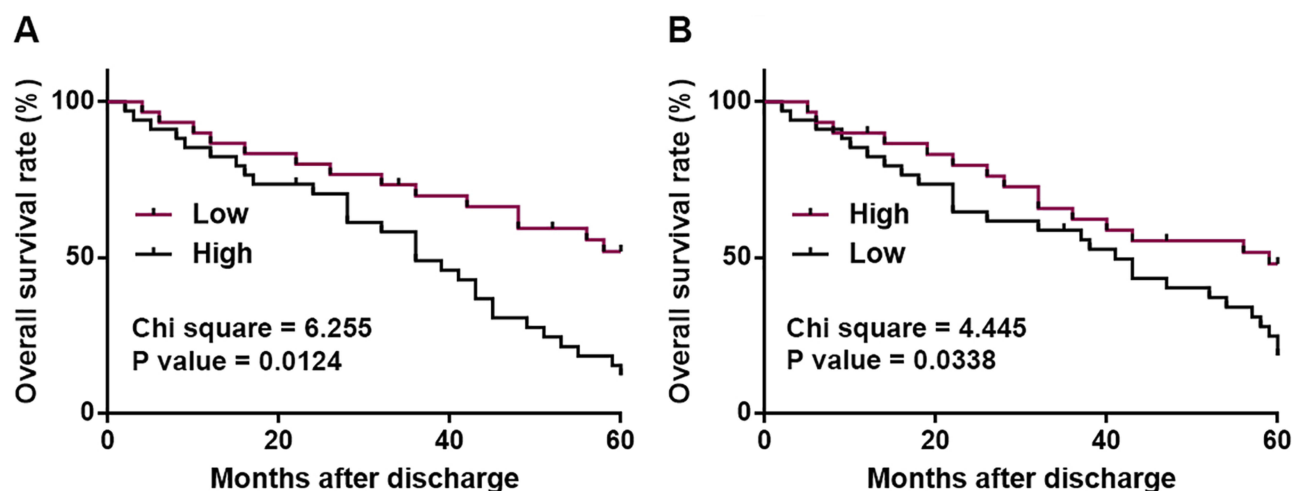 A
Overall survival rate (%)
100
50
0
Low
High
Chi square = 6.255
P value = 0.0124
0 20 40 60
Months after discharge
B
Overall survival rate (%)
100
50
0
High
Low
Chi square = 4.445
P value = 0.0338
0 20 40 60
Months after discharge